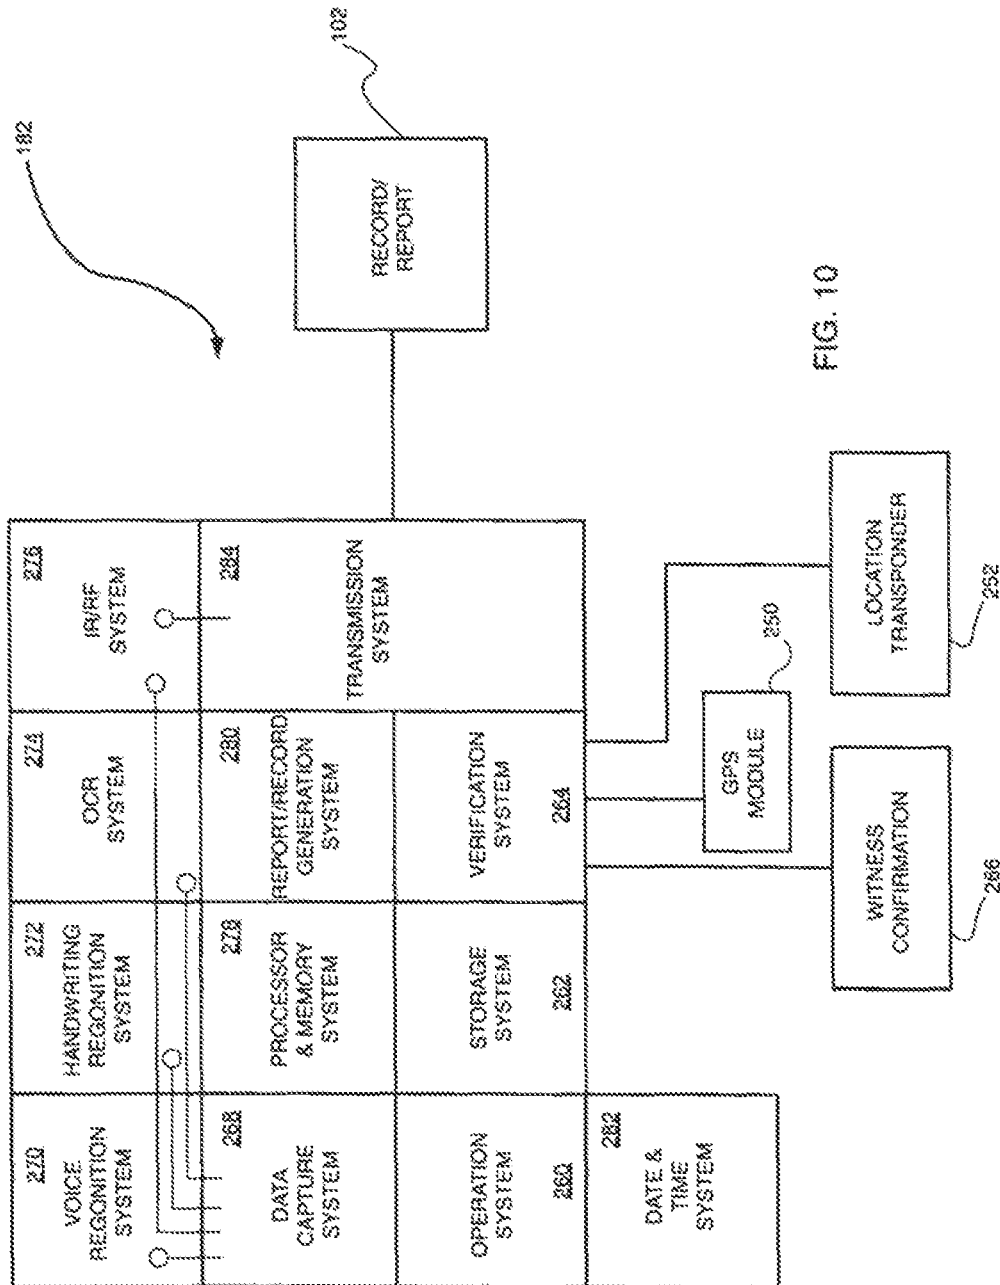 182
270
VOICE
REGONITION
SYSTEM
272
HANDWRITING
REGONITION
SYSTEM
274
OCR
SYSTEM
276
IR/RF
SYSTEM
268
DATA
CAPTURE
SYSTEM
278
PROCESSOR
& MEMORY
SYSTEM
280
REPORT/RECORD
GENERATION
SYSTEM
284
TRANSMISSION
SYSTEM
RECORD/
REPORT
102
OPERATION
SYSTEM
260
STORAGE
SYSTEM
262
VERIFICATION
SYSTEM
264
282
DATE &
TIME
SYSTEM
GPS
MODULE
250
WITNESS
CONFIRMATION
266
LOCATION
TRANSPONDER
252
FIG. 10